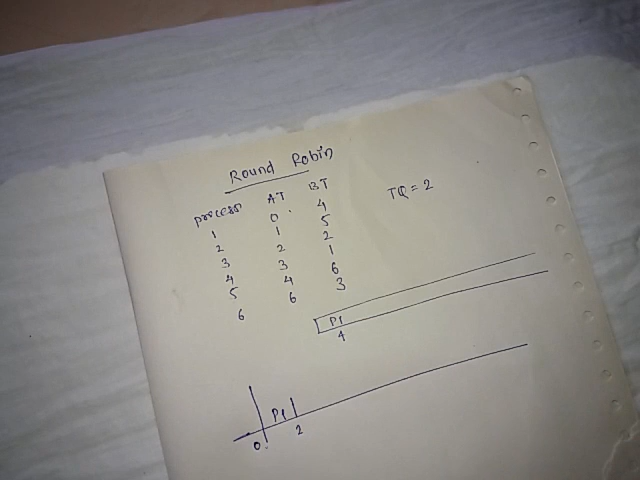 Round Robin
process AT BT TQ = 2
1 0 4
2 1 5
3 2 2
4 3 1
5 4 6
6 6 3
P1
4
P1
0 2